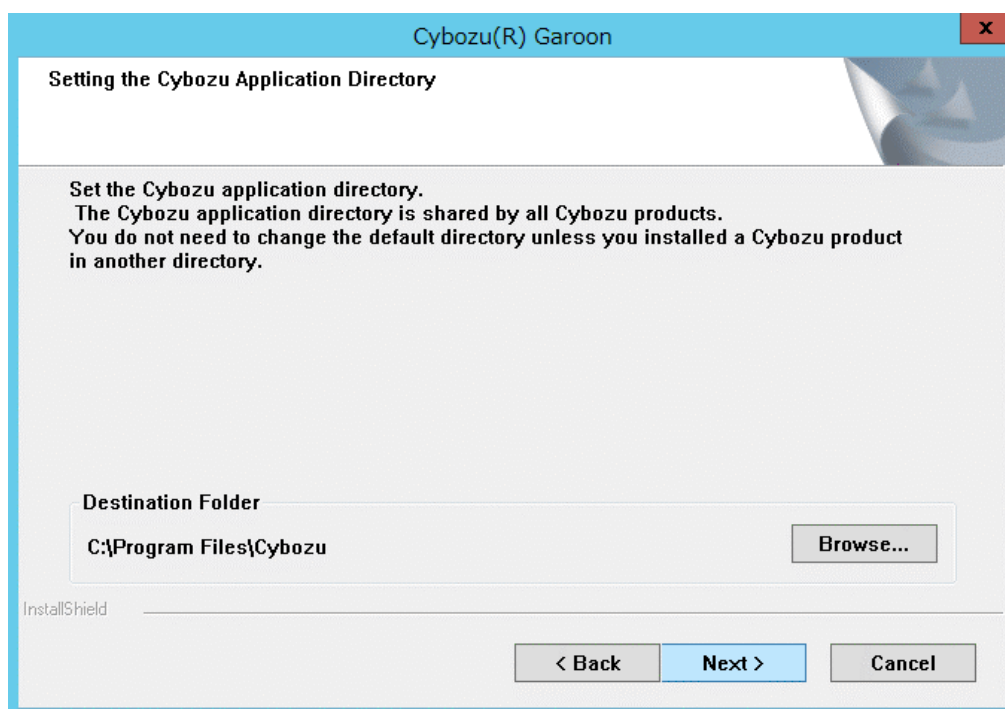 Cybozu(R) Garoon
x
Setting the Cybozu Application Directory
Set the Cybozu application directory.
The Cybozu application directory is shared by all Cybozu products.
You do not need to change the default directory unless you installed a Cybozu product
in another directory.
Destination Folder
C:\Program Files\Cybozu
Browse...
InstallShield
< Back
Next >
Cancel